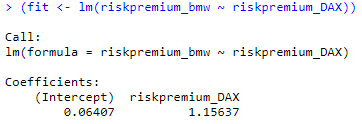 > (fit <- lm(riskpremium_bmw ~ riskpremium_DAX))
Call:
lm(formula = riskpremium_bmw ~ riskpremium_DAX)
Coefficients:
(Intercept) riskpremium_DAX
0.06407 1.15637